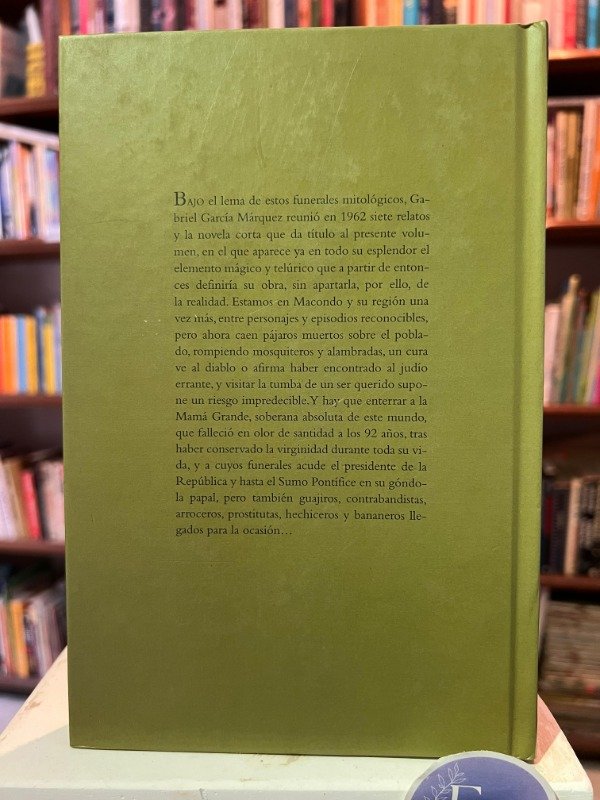 BAJO el lema de estos funerales mitológicos, Ga-
briel García Márquez reunió en 1962 siete relatos
y la novela corta que da título al presente volu-
men, en el que aparece ya en todo su esplendor el
elemento mágico y telúrico que a partir de enton-
ces definiría su obra, sin apartarla, por ello, de
la realidad. Estamos en Macondo y su región una
vez más, entre personajes y episodios reconocibles,
pero ahora caen pájaros muertos sobre el pobla-
do, rompiendo mosquiteros y alambradas, un cura
ve al diablo o afirma haber encontrado al judío
errante, y visitar la tumba de un ser querido supo-
ne un riesgo impredecible.Y hay que enterrar a la
Mamá Grande, soberana absoluta de este mundo,
que falleció en olor de santidad a los 92 años, tras
haber conservado la virginidad durante toda su vi-
da, y a cuyos funerales acude el presidente de la
República y hasta el Sumo Pontífice en su góndo-
la papal, pero también guajiros, contrabandistas,
arroceros, prostitutas, hechiceros y bananeros lle-
gados para la ocasión…